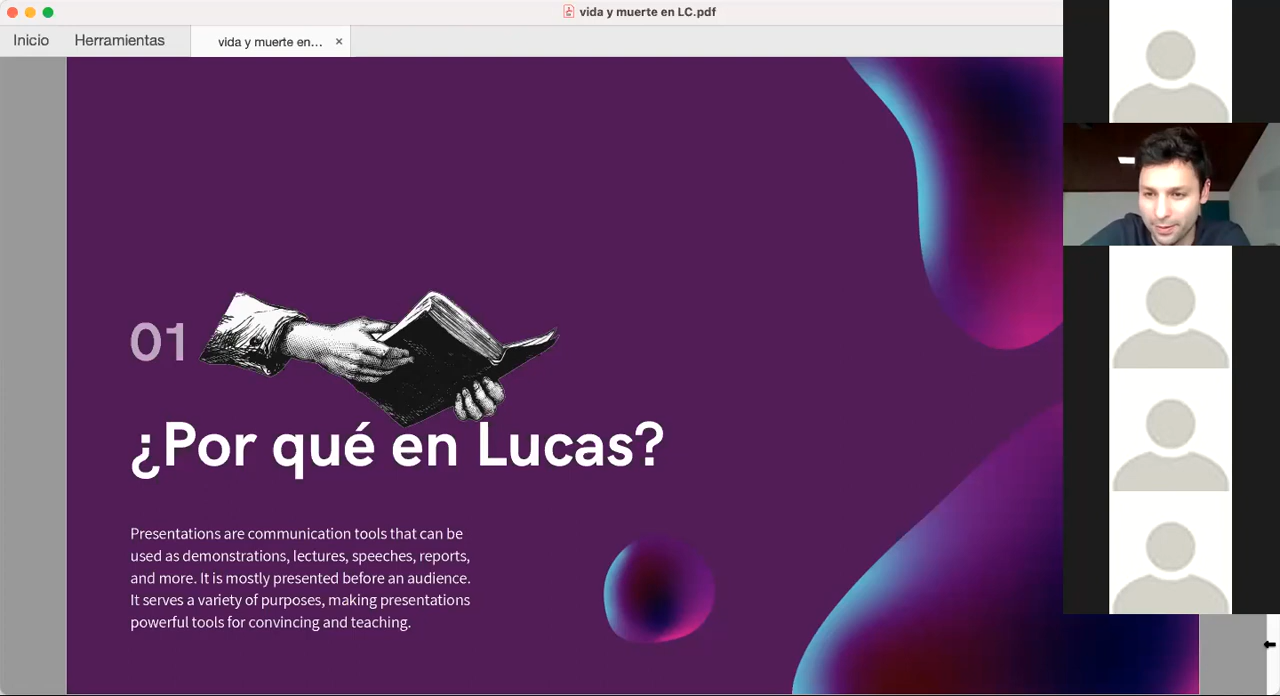 vida y muerte en LC.pdf
Inicio
Herramientas
vida y muerte en... ×
01
¿Por qué en Lucas?
Presentations are communication tools that can be
used as demonstrations, lectures, speeches, reports,
and more. It is mostly presented before an audience.
It serves a variety of purposes, making presentations
powerful tools for convincing and teaching.